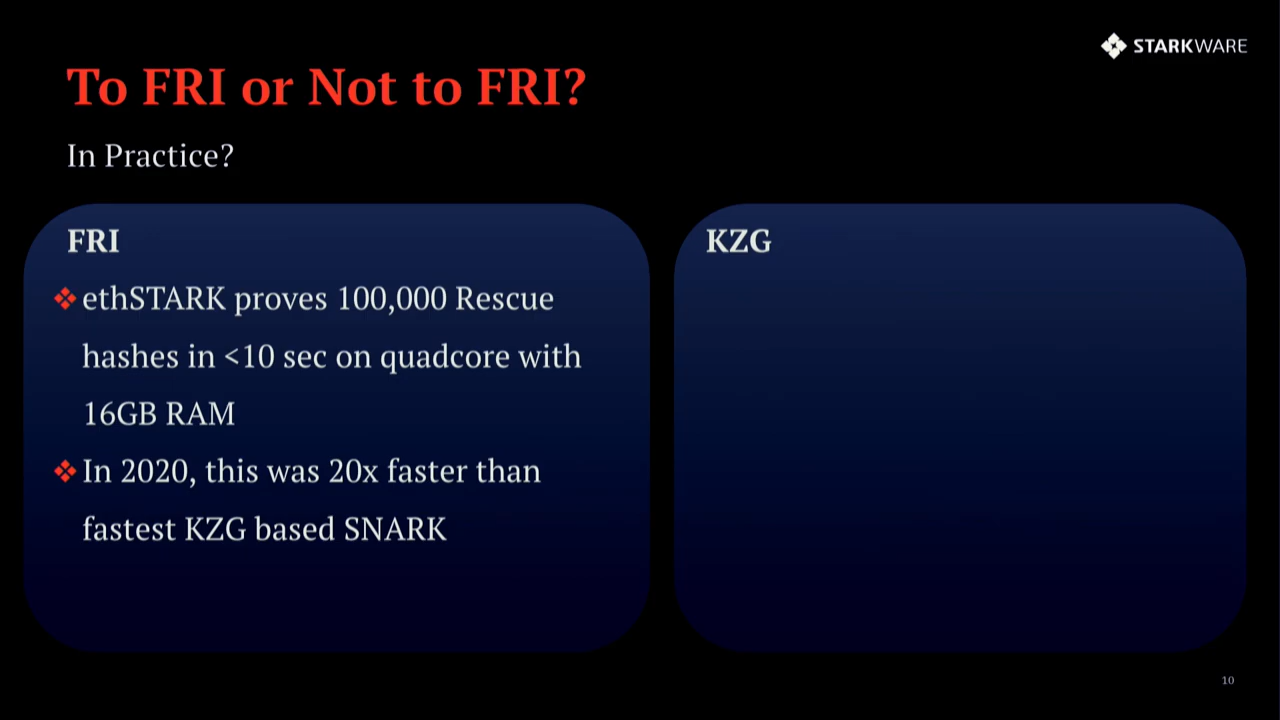 STARKWARE
To FRI or Not to FRI?
In Practice?
FRI
❖ ethSTARK proves 100,000 Rescue
hashes in <10 sec on quadcore with
16GB RAM
❖ In 2020, this was 20x faster than
fastest KZG based SNARK
KZG
10